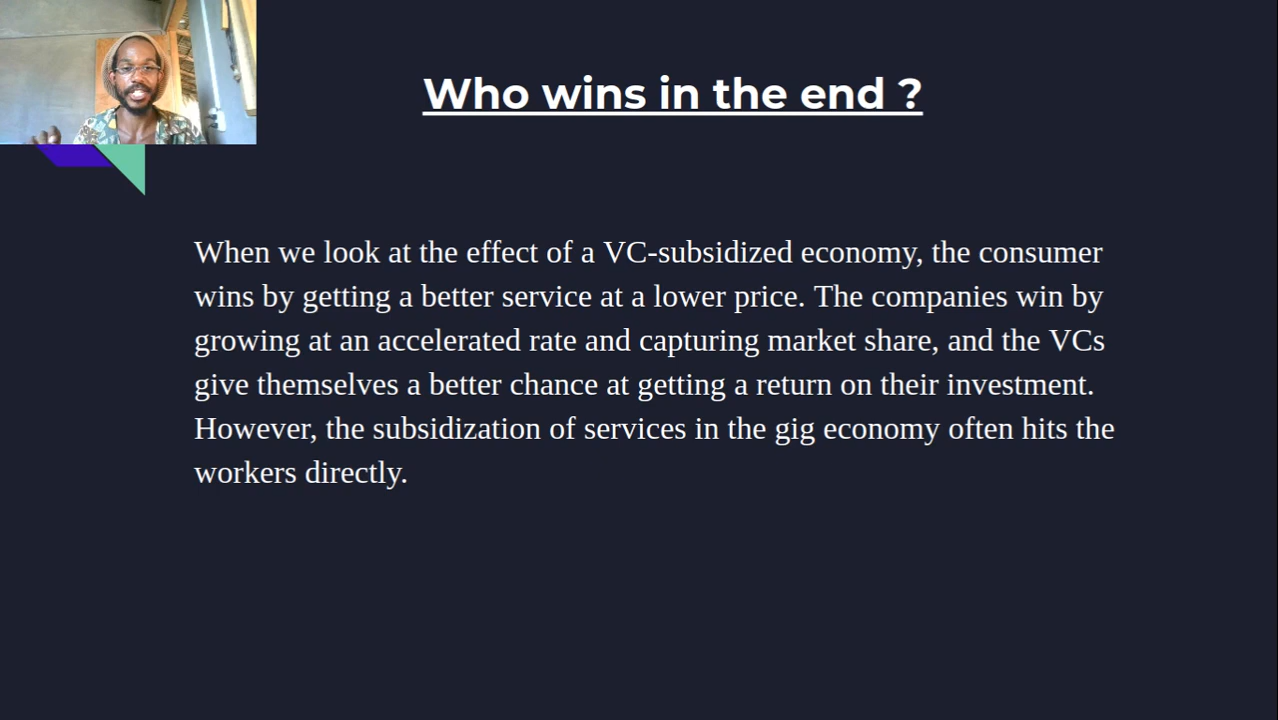 Who wins in the end ?
When we look at the effect of a VC-subsidized economy, the consumer
wins by getting a better service at a lower price. The companies win by
growing at an accelerated rate and capturing market share, and the VCs
give themselves a better chance at getting a return on their investment.
However, the subsidization of services in the gig economy often hits the
workers directly.